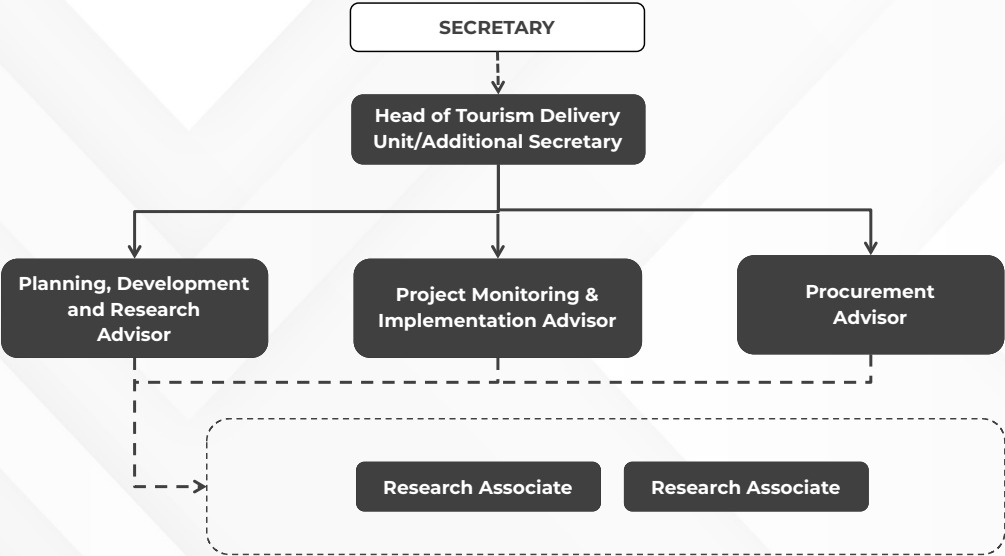 SECRETARY
Head of Tourism Delivery
Unit/Additional Secretary
Planning, Development
and Research
Advisor
Project Monitoring &
Implementation Advisor
Procurement
Advisor
Research Associate
Research Associate